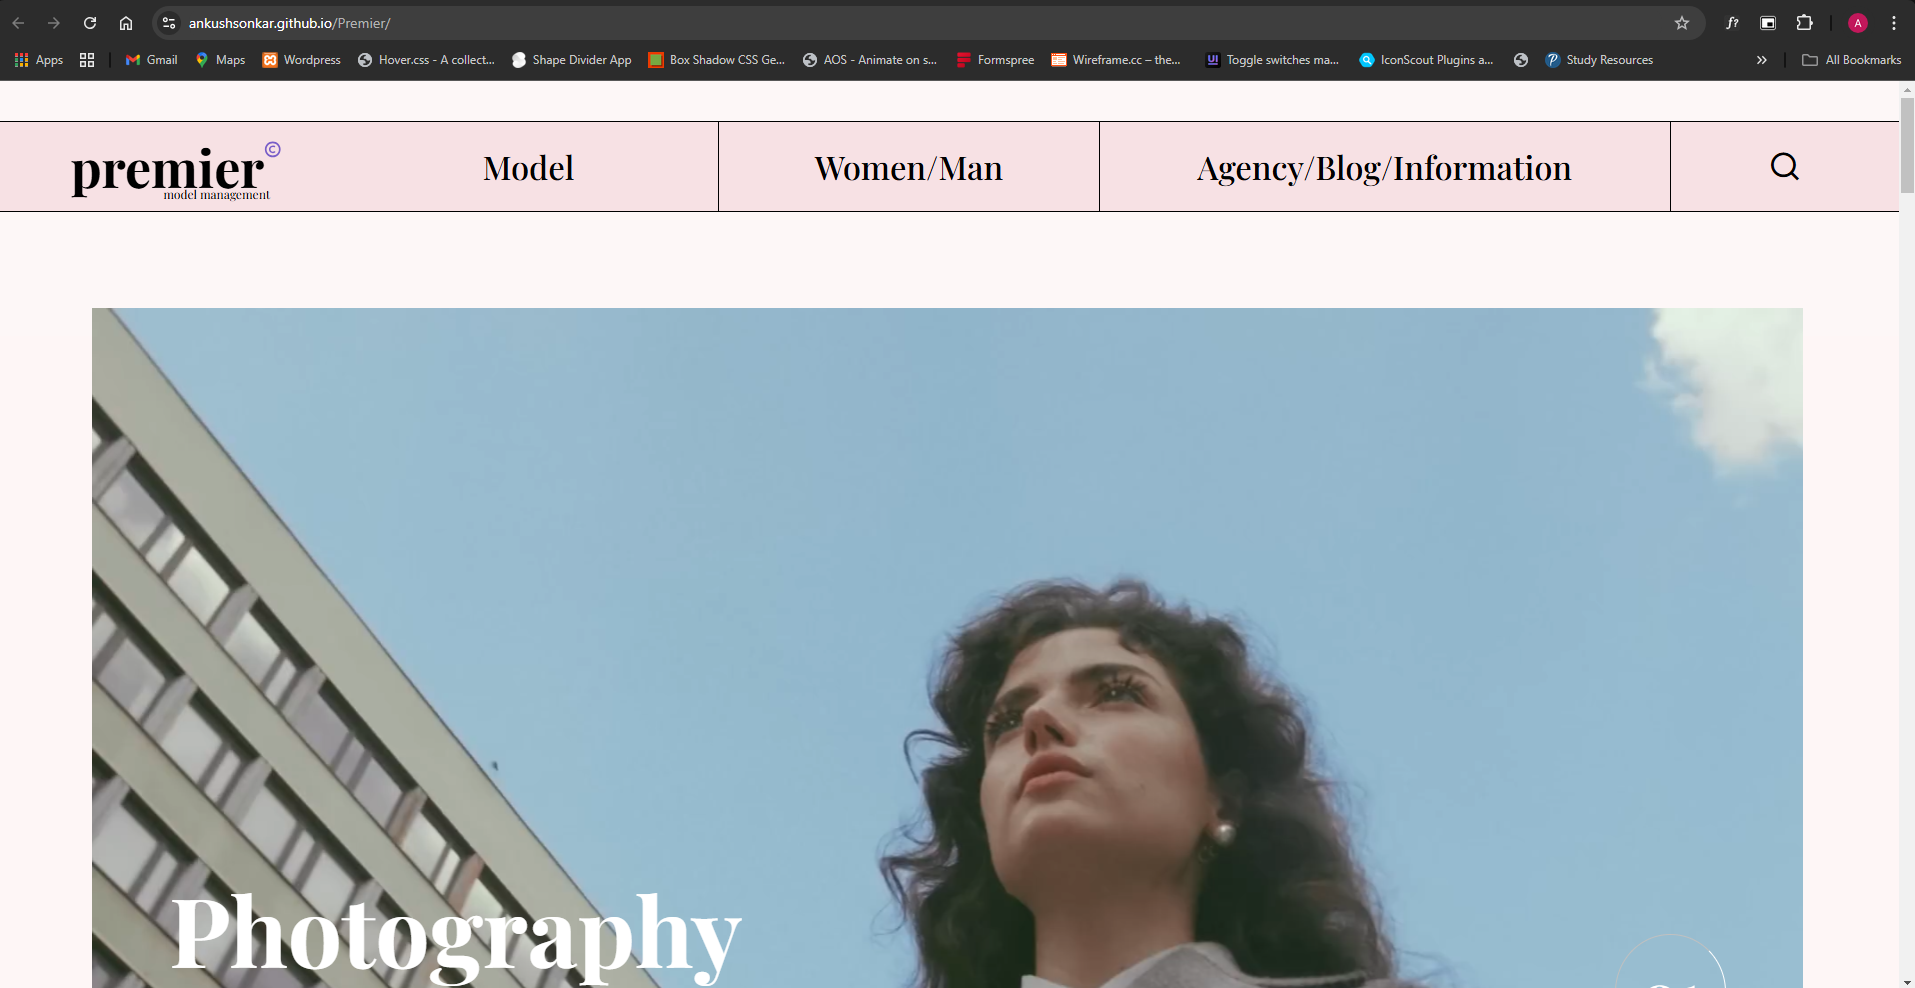 ankushsonkar.github.io/Premier/
A
Apps
Gmail
Maps
Wordpress
Hover.css - A collect...
Shape Divider App
Box Shadow CSS Ge...
AOS - Animate on s...
Formspree
Wireframe.cc – the...
Toggle switches ma...
IconScout Plugins a...
Study Resources
All Bookmarks
premier©
model management
Model
Women/Man
Agency/Blog/Information
Photography